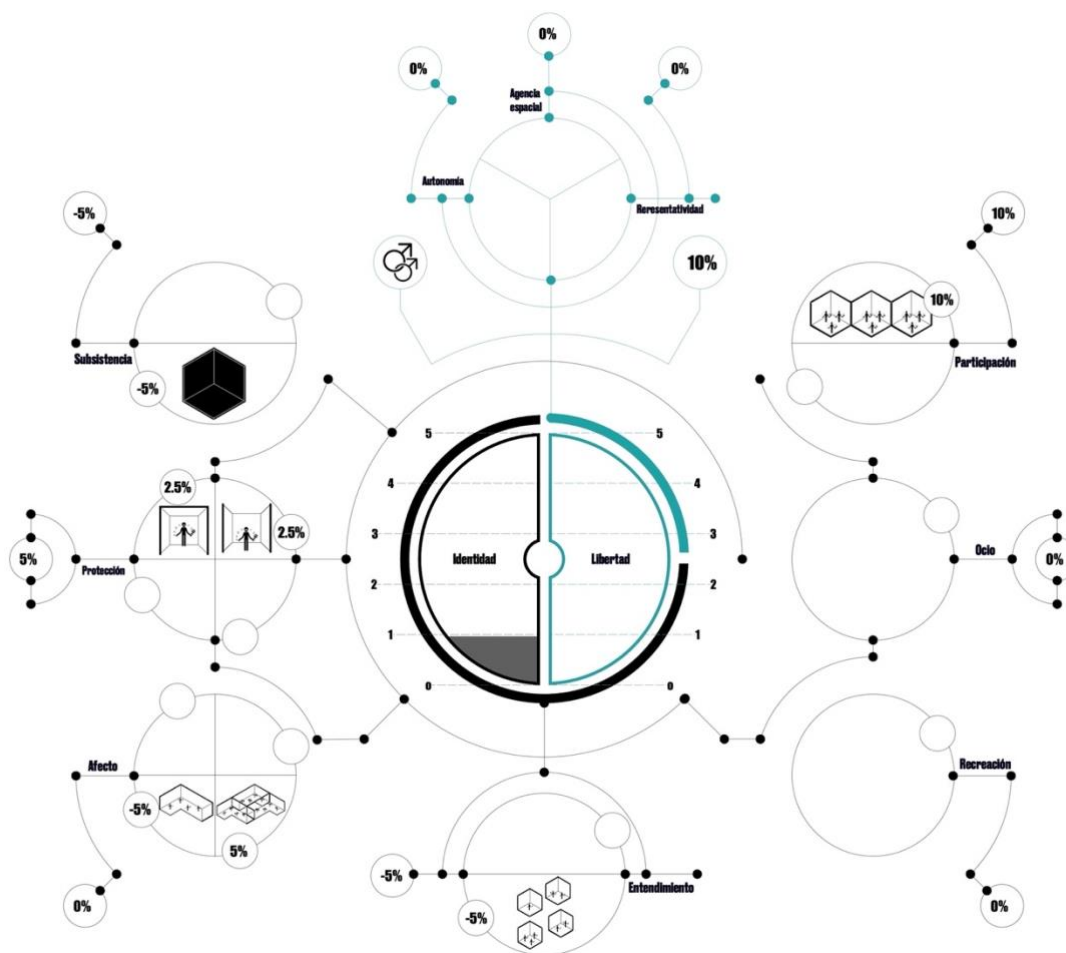 0%
0%
0%
Agencia
espacial
Autonomía
Representatividad
-5%
10%
10%
10%
Subsistencia
Participación
-5%
5
5
4
4
2.5%
3
3
2.5%
5%
Protección
Identidad
Libertad
Ocio
0%
2
2
1
1
0
0
Afecto
Recreación
-5%
5%
-5%
Entendimiento
0%
-5%
0%